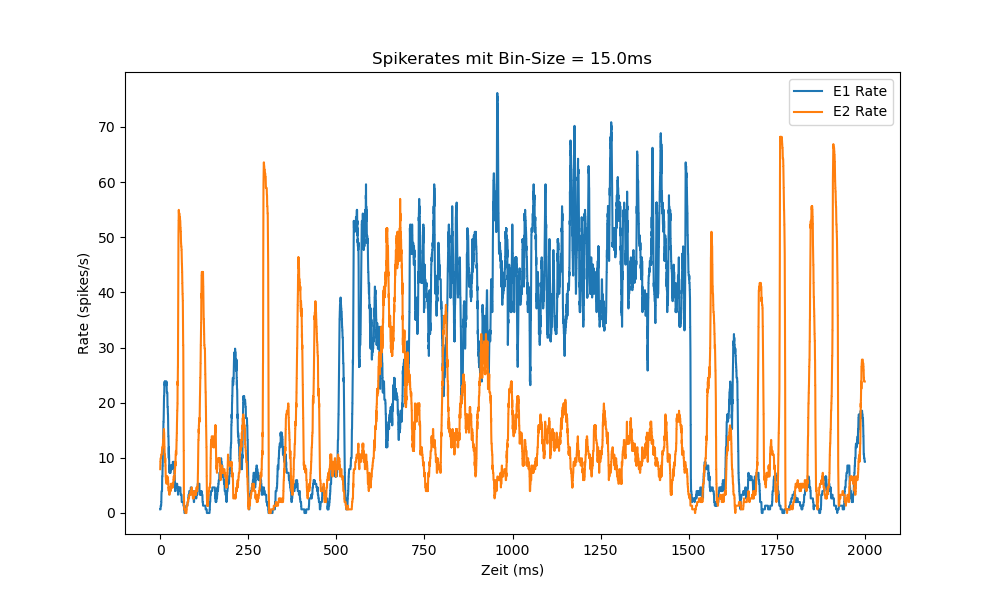 Spikerates mit Bin-Size = 15.0ms
E1 Rate
E2 Rate
70
60
50
40
30
20
10
0
Rate (spikes/s)
0 250 500 750 1000 1250 1500 1750 2000
Zeit (ms)